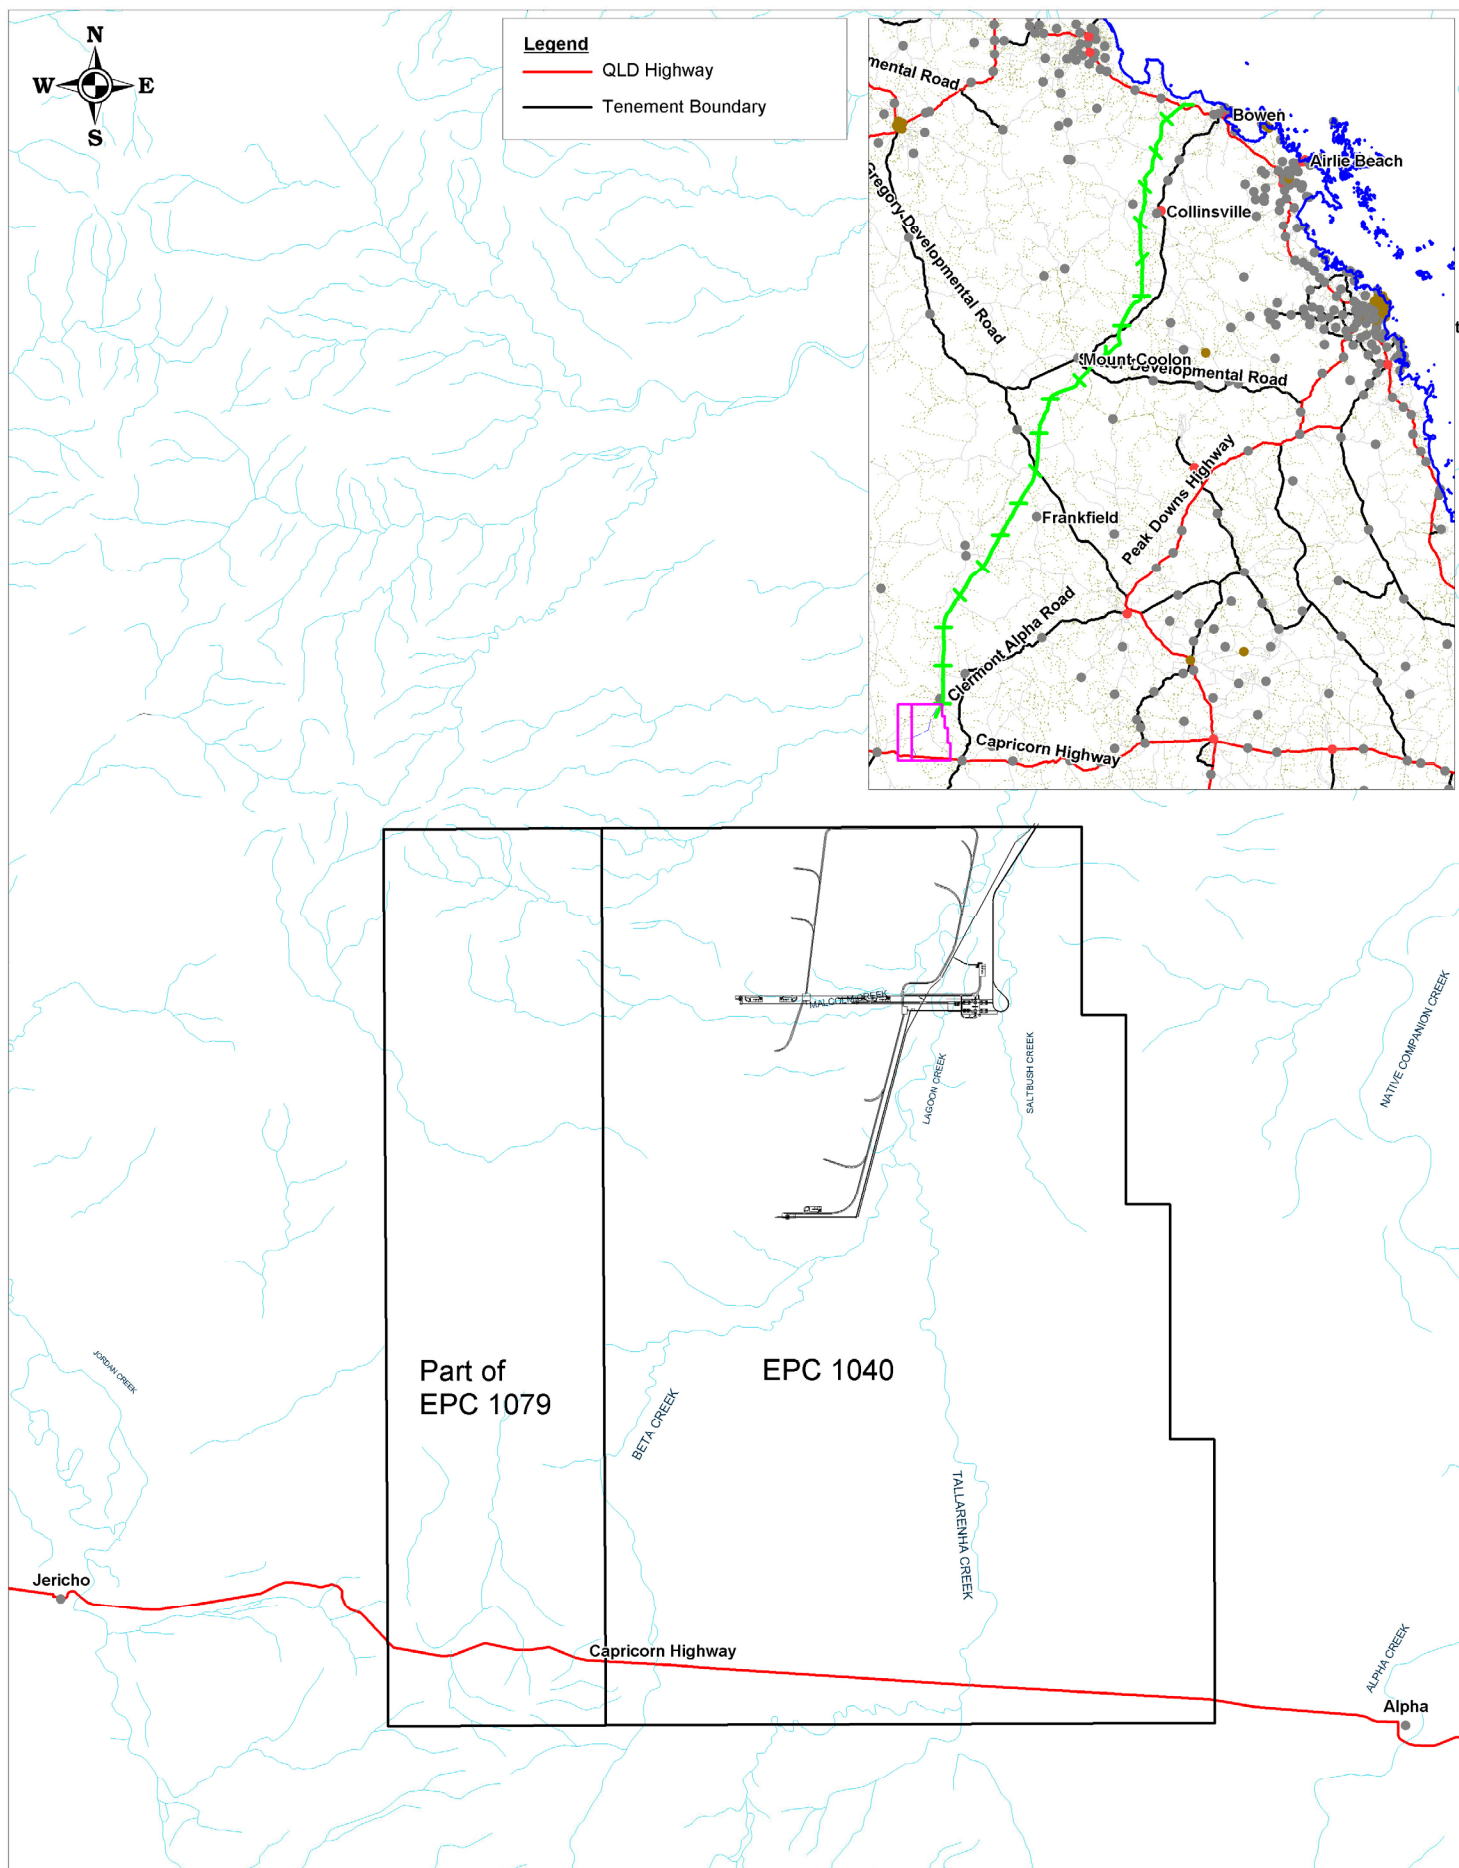 N
W
E
S
Legend
QLD Highway
Tenement Boundary
mental Road
Bowen
Airlie Beach
Gregory Developmental Road
Collinsville
Mount Coolon
Developmental Road
Peak Downs Highway
Frankfield
Clermont Alpha Road
Capricorn Highway
MALCOLM CREEK
LAGOON CREEK
SALTBUSH CREEK
NATIVE COMPANION CREEK
JORDAN CREEK
Part of
EPC 1079
EPC 1040
BETA CREEK
TALLARENHA CREEK
Jericho
Capricorn Highway
ALPHA CREEK
Alpha